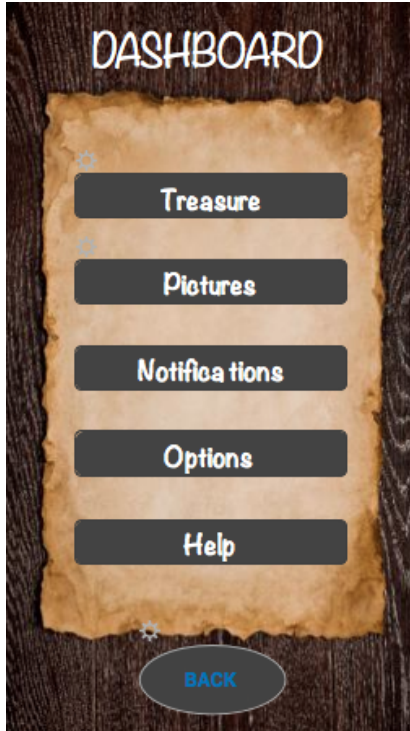 DASHBOARD
Treasure
Pictures
Notifications
Options
Help
BACK